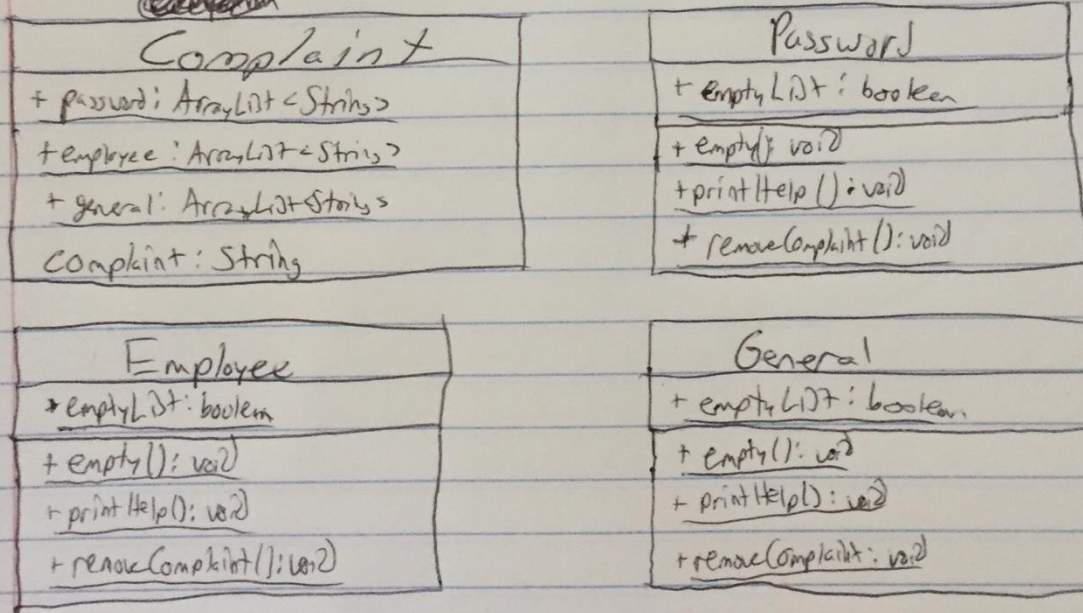 Complaint
+ password: ArrayList<String>
+ employee: ArrayList<String>
+ general: ArrayList<String>
Complaint: String
Password
+ emptyList: boolean
+ empty(): void
+ printHelp(): void
+ removeComplaint(): void
Employee
+ emptyList: boolean
+ empty(): void
+ printHelp(): void
+ removeComplaint(): void
General
+ emptyList: boolean
+ empty(): void
+ printHelp(): void
+ removeComplaint: void